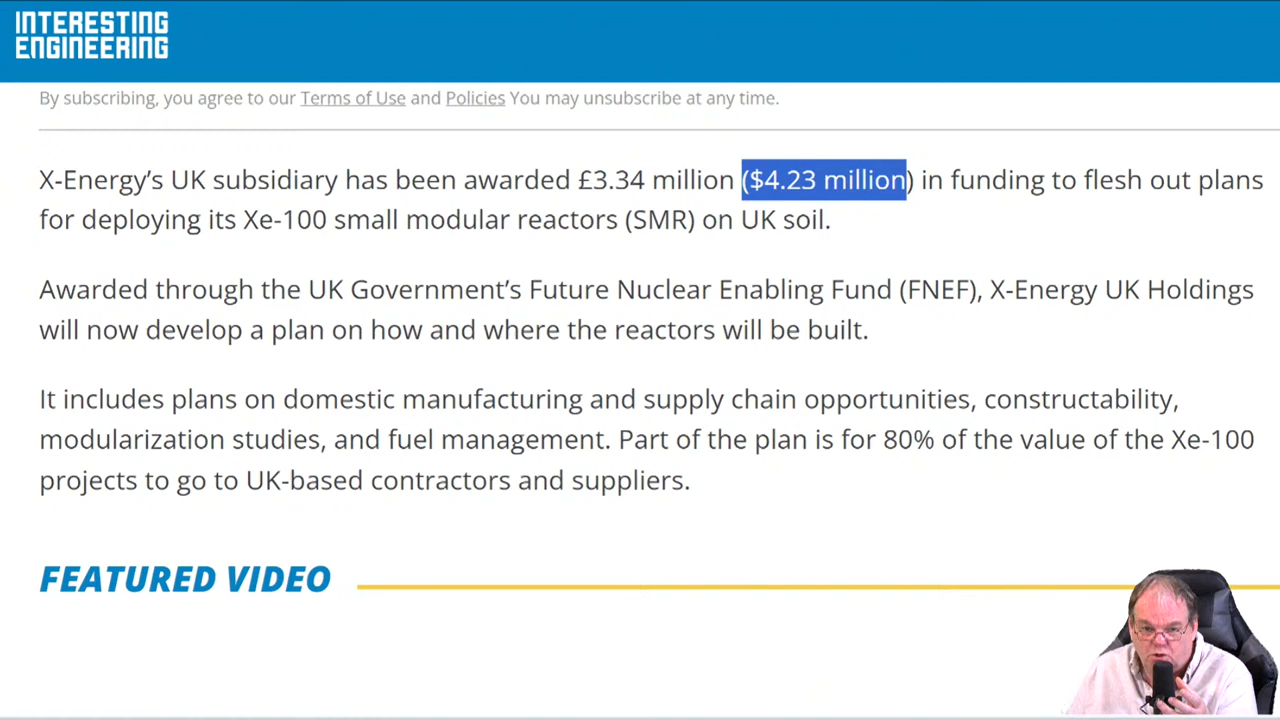 INTERESTING
ENGINEERING
By subscribing, you agree to our Terms of Use and Policies You may unsubscribe at any time.
X-Energy’s UK subsidiary has been awarded £3.34 million ($4.23 million) in funding to flesh out plans
for deploying its Xe-100 small modular reactors (SMR) on UK soil.
Awarded through the UK Government’s Future Nuclear Enabling Fund (FNEF), X-Energy UK Holdings
will now develop a plan on how and where the reactors will be built.
It includes plans on domestic manufacturing and supply chain opportunities, constructability,
modularization studies, and fuel management. Part of the plan is for 80% of the value of the Xe-100
projects to go to UK-based contractors and suppliers.
FEATURED VIDEO